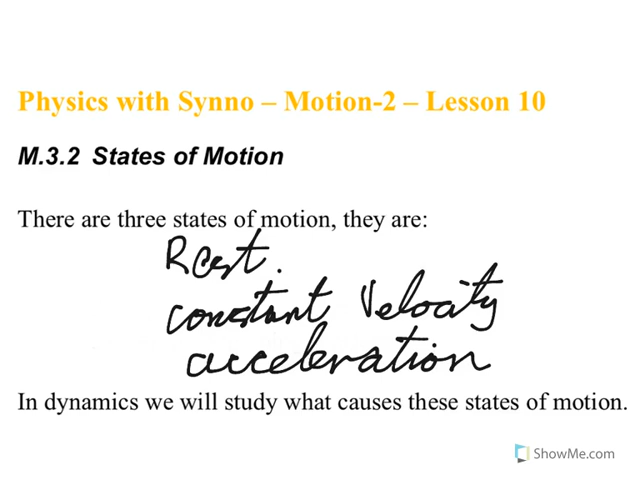 Physics with Synno – Motion-2 – Lesson 10
M.3.2 States of Motion
There are three states of motion, they are:
Rest.
constant Velocity
acceleration
In dynamics we will study what causes these states of motion.
ShowMe.com